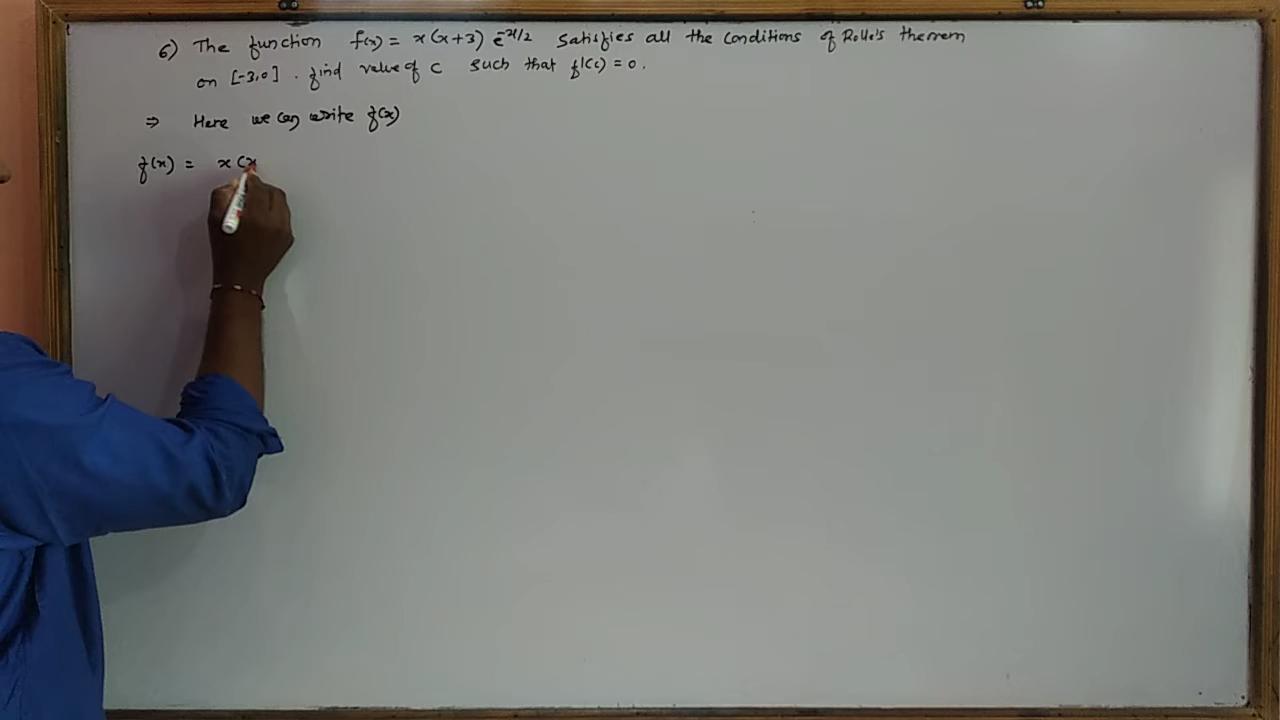 6) The function f(x) = x(x+3) e^-x/2 satisfies all the conditions of Rolle's theorem
on [-3,0] . find value of c such that f'(c) = 0.
⇒ Here we can write f(x)
f(x) = x(x